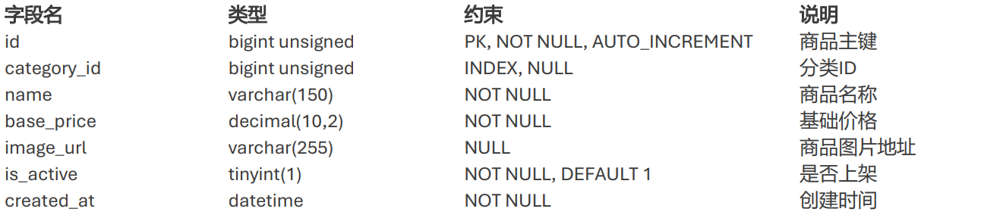 字段名 类型 约束 说明
id bigint unsigned PK, NOT NULL, AUTO_INCREMENT 商品主键
category_id bigint unsigned INDEX, NULL 分类ID
name varchar(150) NOT NULL 商品名称
base_price decimal(10,2) NOT NULL 基础价格
image_url varchar(255) NULL 商品图片地址
is_active tinyint(1) NOT NULL, DEFAULT 1 是否上架
created_at datetime NOT NULL 创建时间